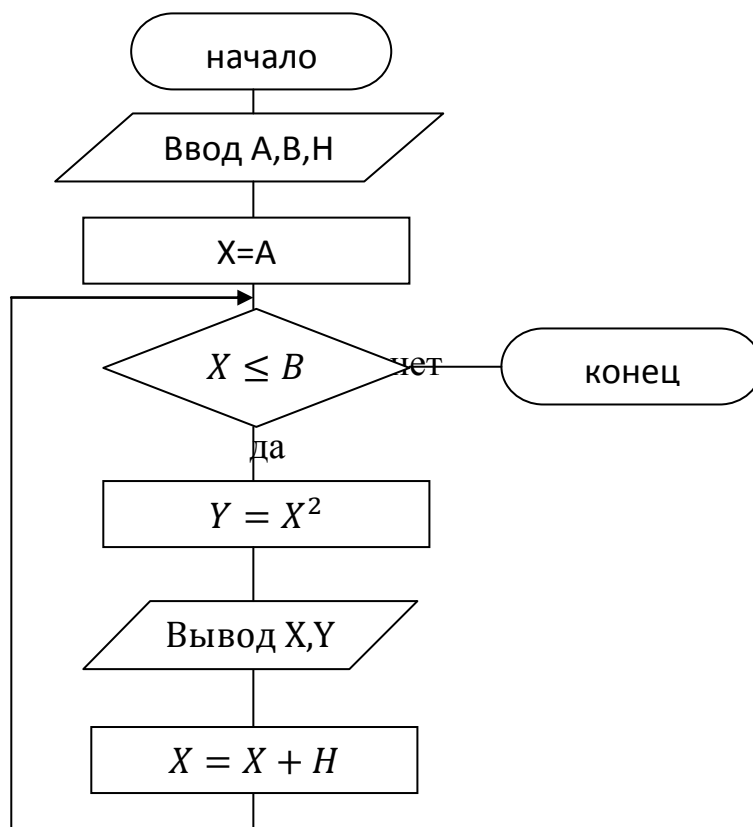 начало
Ввод A,B,H
X=A
X ≤ B
нет
конец
да
Y = X²
Вывод X,Y
X = X + H